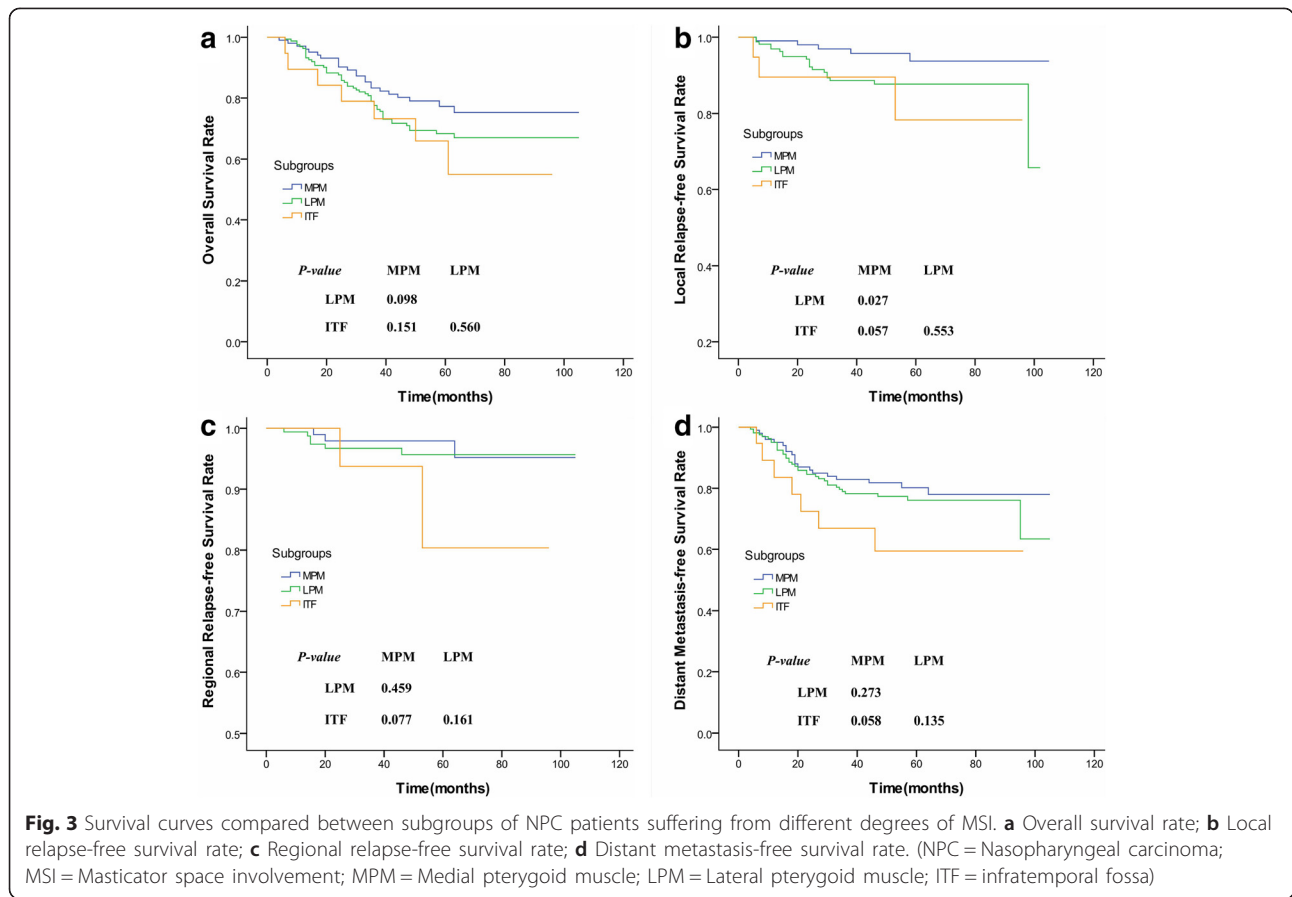 a
Overall Survival Rate
1.0
0.8
0.6
0.4
0.2
0.0
Subgroups
MPM
LPM
ITF
P-value MPM LPM
LPM 0.098
ITF 0.151 0.560
0 20 40 60 80 100 120
Time(months)
b
Local Relapse-free Survival Rate
1.0
0.8
0.6
0.4
0.2
Subgroups
MPM
LPM
ITF
P-value MPM LPM
LPM 0.027
ITF 0.057 0.553
0 20 40 60 80 100 120
Time(months)
c
Regional Relapse-free Survival Rate
1.0
0.9
0.8
0.7
0.6
0.5
Subgroups
MPM
LPM
ITF
P-value MPM LPM
LPM 0.459
ITF 0.077 0.161
0 20 40 60 80 100 120
Time(months)
d
Distant Metastasis-free Survival Rate
1.0
0.8
0.6
0.4
0.2
0.0
Subgroups
MPM
LPM
ITF
P-value MPM LPM
LPM 0.273
ITF 0.058 0.135
0 20 40 60 80 100 120
Time(months)
Fig. 3 Survival curves compared between subgroups of NPC patients suffering from different degrees of MSI. a Overall survival rate; b Local
relapse-free survival rate; c Regional relapse-free survival rate; d Distant metastasis-free survival rate. (NPC = Nasopharyngeal carcinoma;
MSI = Masticator space involvement; MPM = Medial pterygoid muscle; LPM = Lateral pterygoid muscle; ITF = infratemporal fossa)